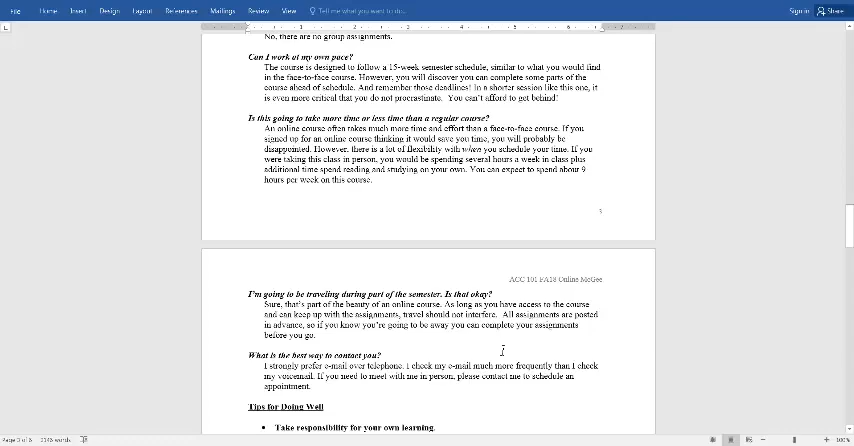 File Home Insert Design Layout References Mailings Review View Tell me what you want to do... Sign in Share
1 2 3 4 5 6 7
No, there are no group assignments.
Can I work at my own pace?
The course is designed to follow a 15-week semester schedule, similar to what you would find
in the face-to-face course. However, you will discover you can complete some parts of the
course ahead of schedule. And remember those deadlines! In a shorter session like this one, it
is even more critical that you do not procrastinate. You can't afford to get behind!
Is this going to take more time or less time than a regular course?
An online course often takes much more time and effort than a face-to-face course. If you
signed up for an online course thinking it would save you time, you will probably be
disappointed. However, there is a lot of flexibility with when you schedule your time. If you
were taking this class in person, you would be spending several hours a week in class plus
additional time spend reading and studying on your own. You can expect to spend about 9
hours per week on this course.
3
ACC 101 FA18 Online McGee
I'm going to be traveling during part of the semester. Is that okay?
Sure, that's part of the beauty of an online course. As long as you have access to the course
and can keep up with the assignments, travel should not interfere. All assignments are posted
in advance, so if you know you're going to be away you can complete your assignments
before you go.
What is the best way to contact you?
I strongly prefer e-mail over telephone. I check my e-mail much more frequently than I check
my voicemail. If you need to meet with me in person, please contact me to schedule an
appointment.
Tips for Doing Well
• Take responsibility for your own learning.
Page 3 of 6 2146 words 100%